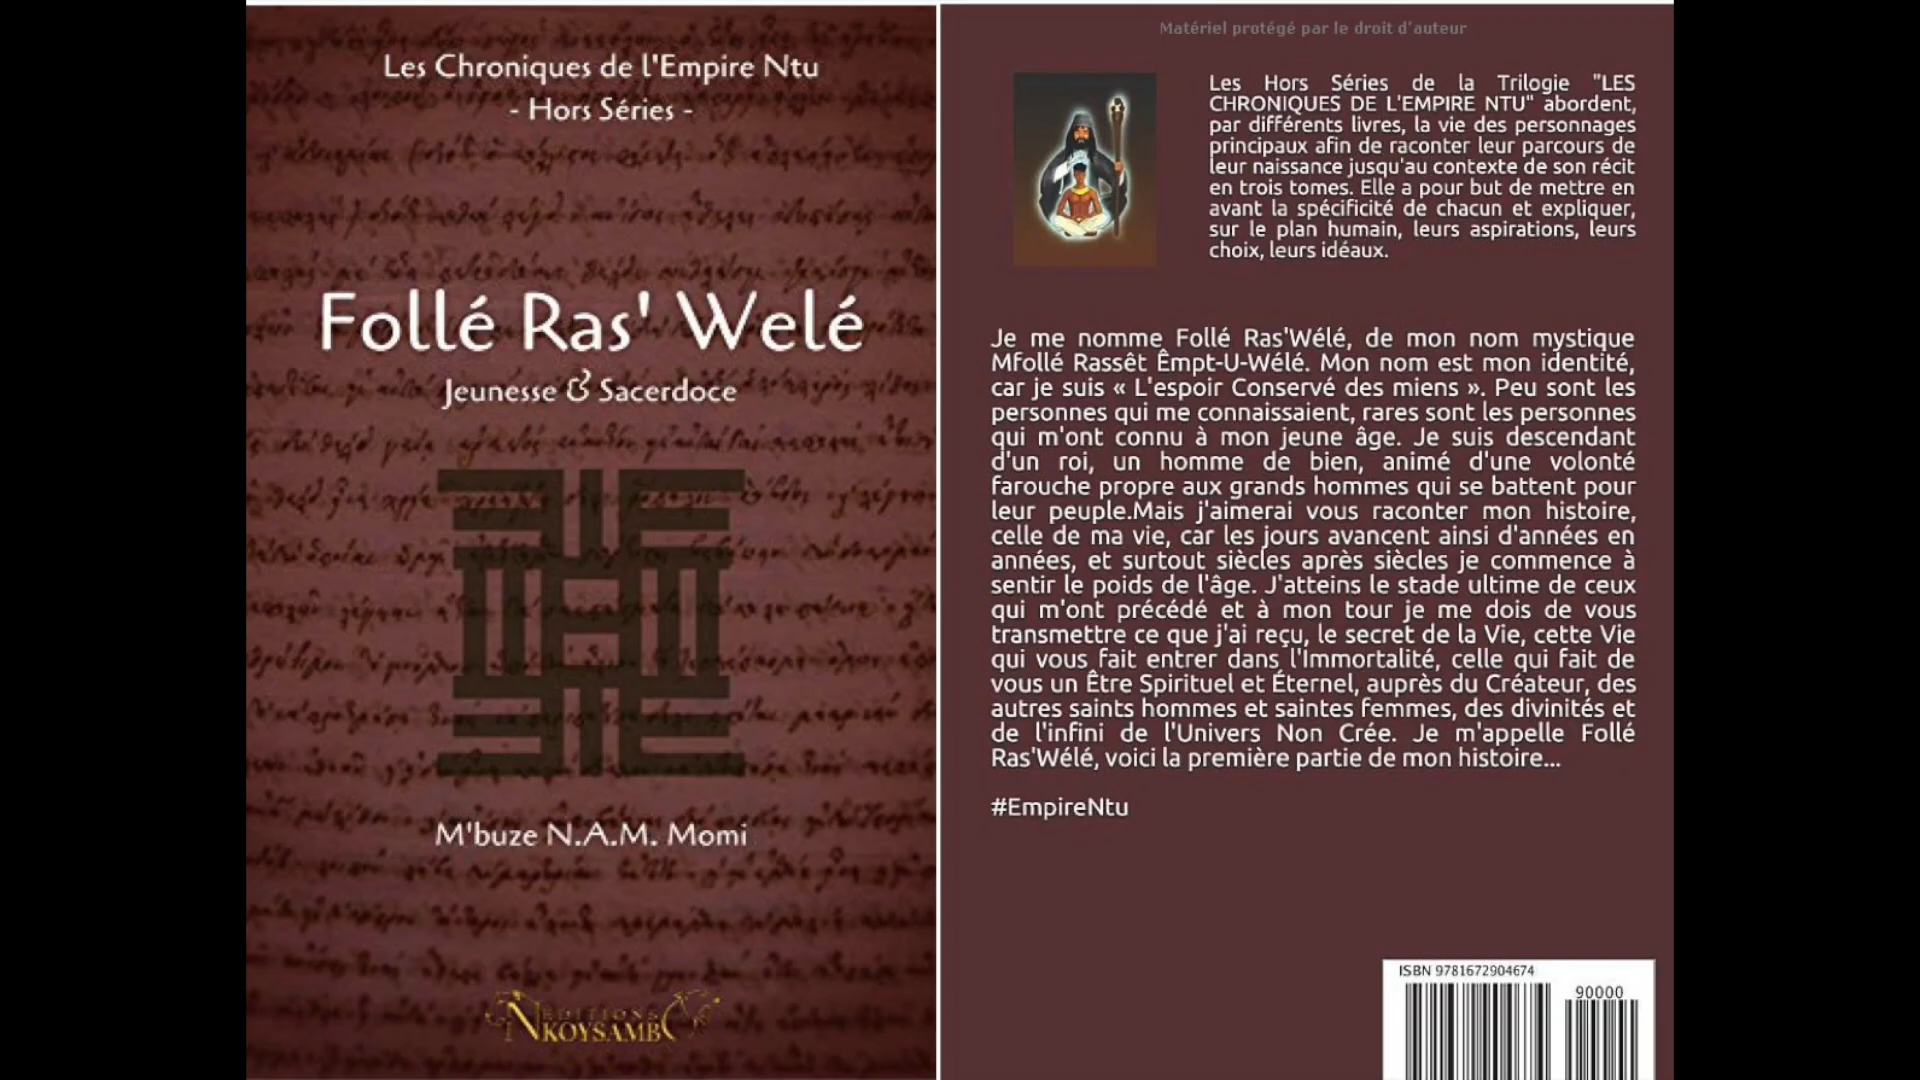 Les Chroniques de l'Empire Ntu
- Hors Séries -
Follé Ras' Welé
Jeunesse & Sacerdoce
M'buze N.A.M. Momi
EDITIONS
NKOYSAMBO
Matériel protégé par le droit d'auteur
Les Hors Séries de la Trilogie "LES
CHRONIQUES DE L'EMPIRE NTU" abordent,
par différents livres, la vie des personnages
principaux afin de raconter leur parcours de
leur naissance jusqu'au contexte de son récit
en trois tomes. Elle a pour but de mettre en
avant la spécificité de chacun et expliquer,
sur le plan humain, leurs aspirations, leurs
choix, leurs idéaux.
Je me nomme Follé Ras'Wélé, de mon nom mystique
Mfollé Rassêt Êmpt-U-Wélé. Mon nom est mon identité,
car je suis « L'espoir Conservé des miens ». Peu sont les
personnes qui me connaissaient, rares sont les personnes
qui m'ont connu à mon jeune âge. Je suis descendant
d'un roi, un homme de bien, animé d'une volonté
farouche propre aux grands hommes qui se battent pour
leur peuple.Mais j'aimerai vous raconter mon histoire,
celle de ma vie, car les jours avancent ainsi d'années en
années, et surtout siècles après siècles je commence à
sentir le poids de l'âge. J'atteins le stade ultime de ceux
qui m'ont précédé et à mon tour je me dois de vous
transmettre ce que j'ai reçu, le secret de la Vie, cette Vie
qui vous fait entrer dans l'Immortalité, celle qui fait de
vous un Être Spirituel et Éternel, auprès du Créateur, des
autres saints hommes et saintes femmes, des divinités et
de l'infini de l'Univers Non Crée. Je m'appelle Follé
Ras'Wélé, voici la première partie de mon histoire...
#EmpireNtu
ISBN 9781672904674
90000